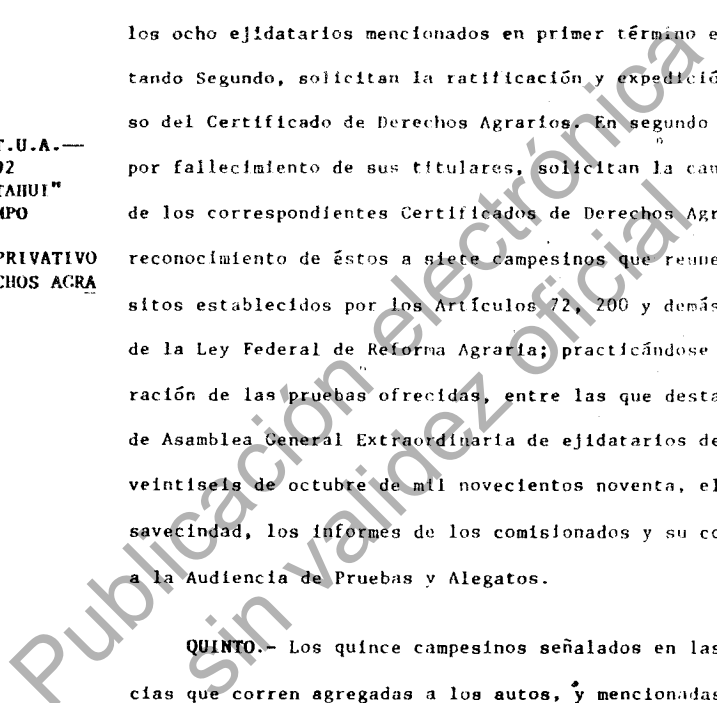 los ocho ejidatarios mencionados en primer término e
tando Segundo, solicitan la ratificación y expedició
so del Certificado de Derechos Agrarios. En segundo
por fallecimiento de sus titulares, solicitan la can
de los correspondientes Certificados de Derechos Agr
reconocimiento de éstos a siete campesinos que reune
sitos establecidos por los Artículos 72, 200 y demás
de la Ley Federal de Reforma Agraria; practicándose
ración de las pruebas ofrecidas, entre las que desta
de Asamblea General Extraordinaria de ejidatarios de
veintiseis de octubre de mil novecientos noventa, el
savecindad, los informes de los comisionados y su co
a la Audiencia de Pruebas y Alegatos.
QUINTO.- Los quince campesinos señalados en las
cias que corren agregadas a los autos, y mencionadas
T.U.A.—
92
TAHUI"
MPO
PRIVATIVO
CHOS AGRA
Publicación electrónica
sin validez oficial